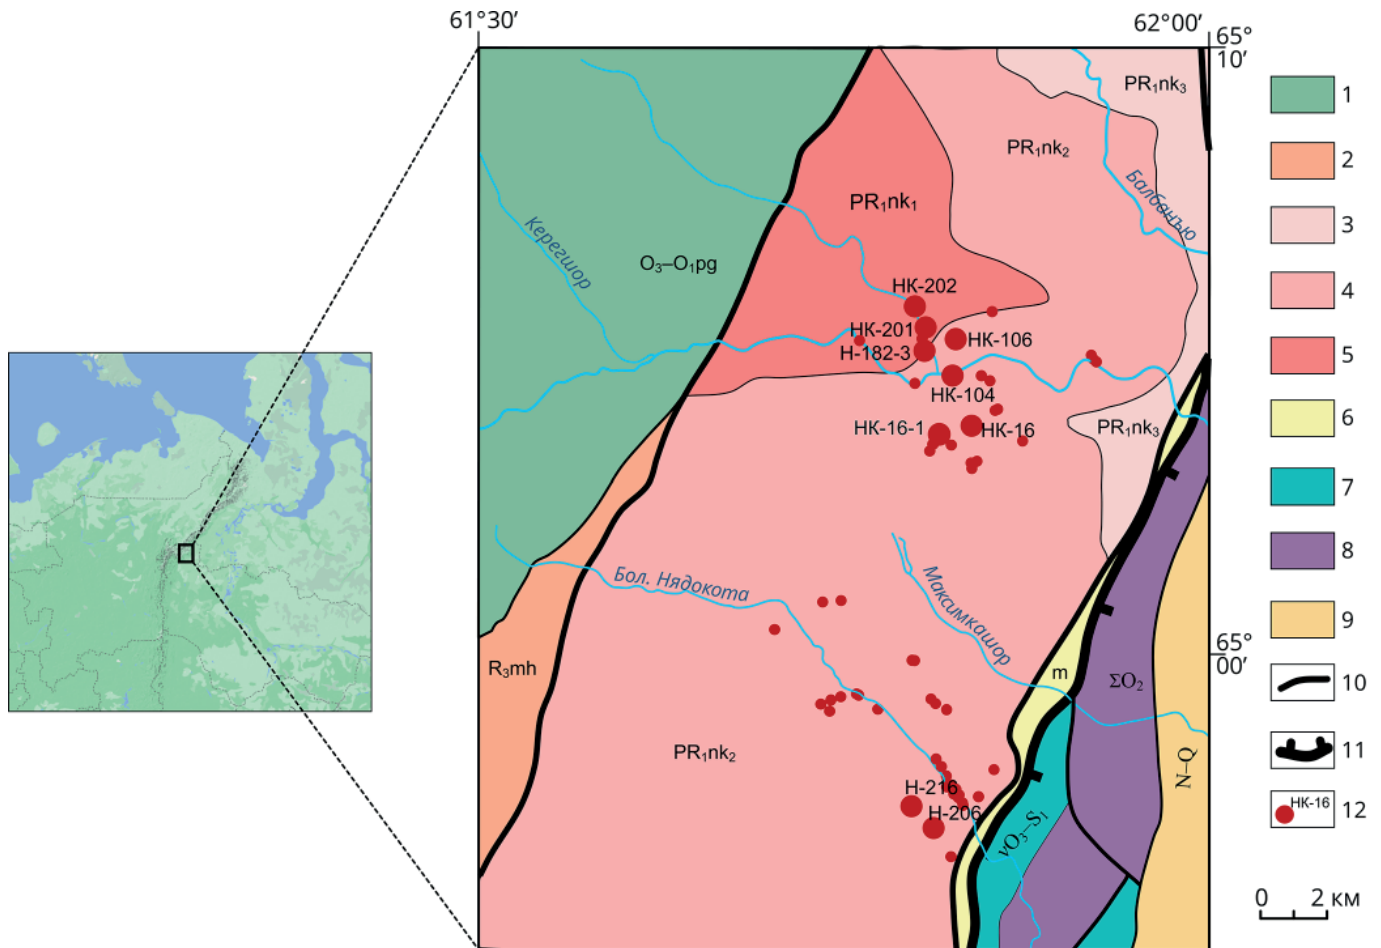 61°30′
62°00′
65°
10′
PR₁nk₃
1
PR₁nk₂
2
Балбанъю
PR₁nk₁
3
Керегшор
O₃–O₁pg
4
НК-202
НК-201
НК-106
Н-182-3
5
НК-104
6
НК-16-1
НК-16
PR₁nk₃
7
8
Бол. Нядокота
Максимкашор
9
65°
00′
R₃mh
m
ΣO₂
10
PR₁nk₂
N–Q
11
Н-216
НК-16
12
Н-206
νO₃–S₁
0 2 км